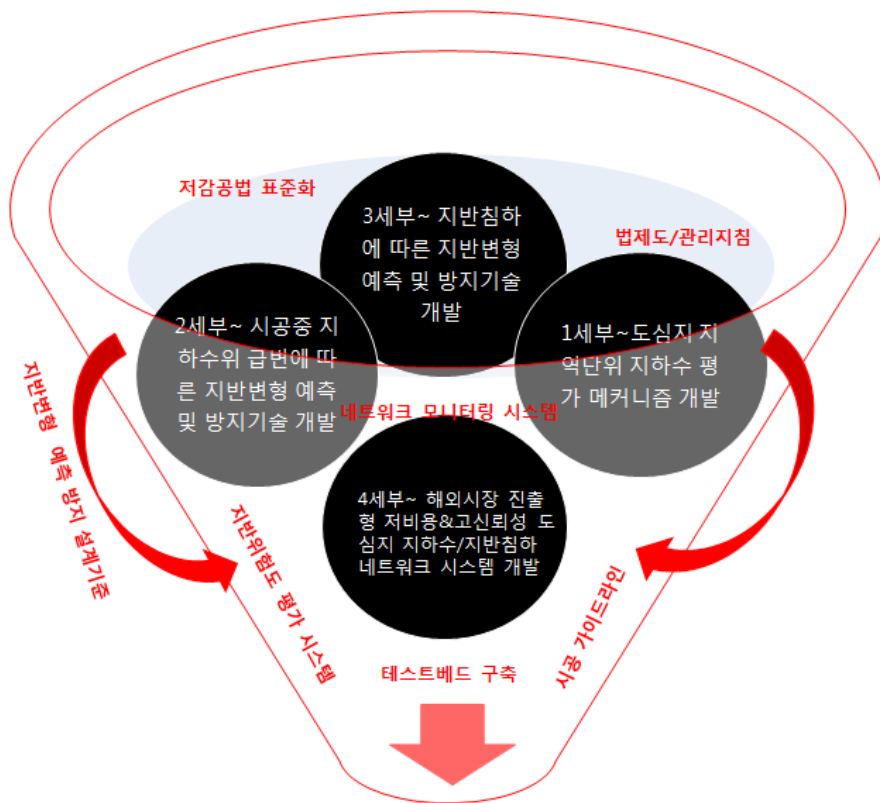 저감공법 표준화
3세부~ 지반침하
에 따른 지반변형
예측 및 방지기술
개발
법제도/관리지침
2세부~ 시공중 지
하수위 급변에 따
른 지반변형 예측
및 방지기술 개발
1세부~도심지 지
역단위 지하수 평
가 메커니즘 개발
네트워크 모니터링 시스템
4세부~ 해외시장 진출
형 저비용&고신뢰성 도
심지 지하수/지반침하
네트워크 시스템 개발
지반변형 예측 방지 설계기준
지반위험도 평가 시스템
시공 가이드라인
테스트베드 구축